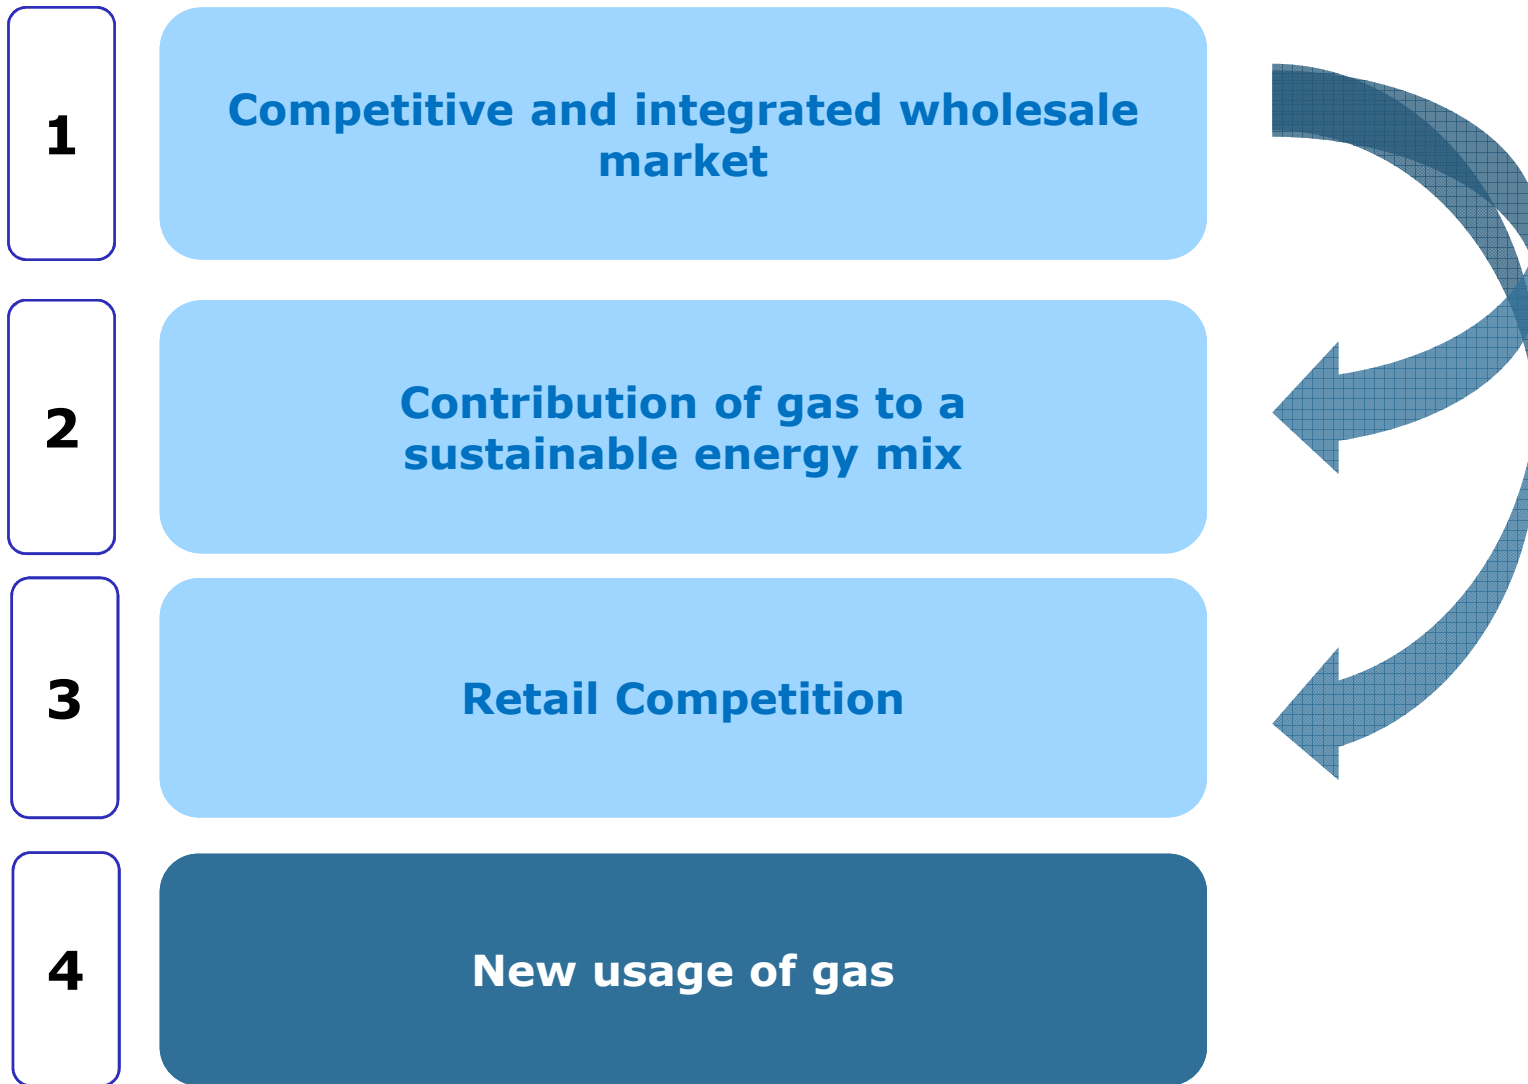 1
Competitive and integrated wholesale
market
2
Contribution of gas to a
sustainable energy mix
3
Retail Competition
4
New usage of gas